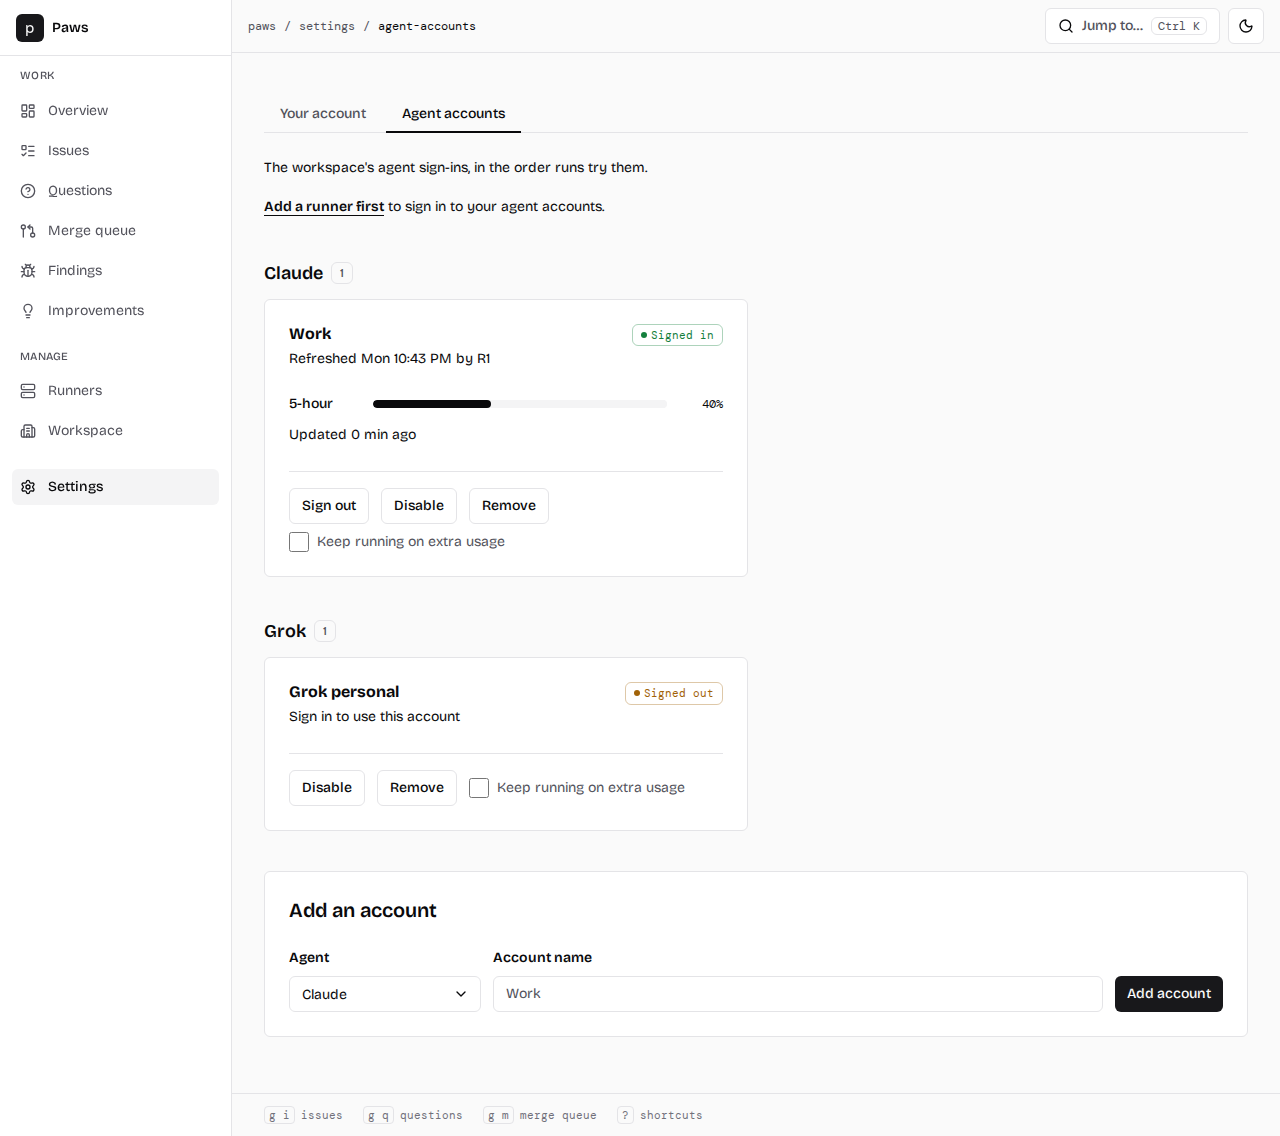 p Paws
paws / settings / agent-accounts
Jump to... Ctrl K
WORK
Overview
Issues
Questions
Merge queue
Findings
Improvements
MANAGE
Runners
Workspace
Settings
Your account Agent accounts
The workspace's agent sign-ins, in the order runs try them.
Add a runner first to sign in to your agent accounts.
Claude 1
Work Signed in
Refreshed Mon 10:43 PM by R1
5-hour 40%
Updated 0 min ago
Sign out Disable Remove
Keep running on extra usage
Grok 1
Grok personal Signed out
Sign in to use this account
Disable Remove Keep running on extra usage
Add an account
Agent Account name
Claude Work Add account
g i issues g q questions g m merge queue ? shortcuts